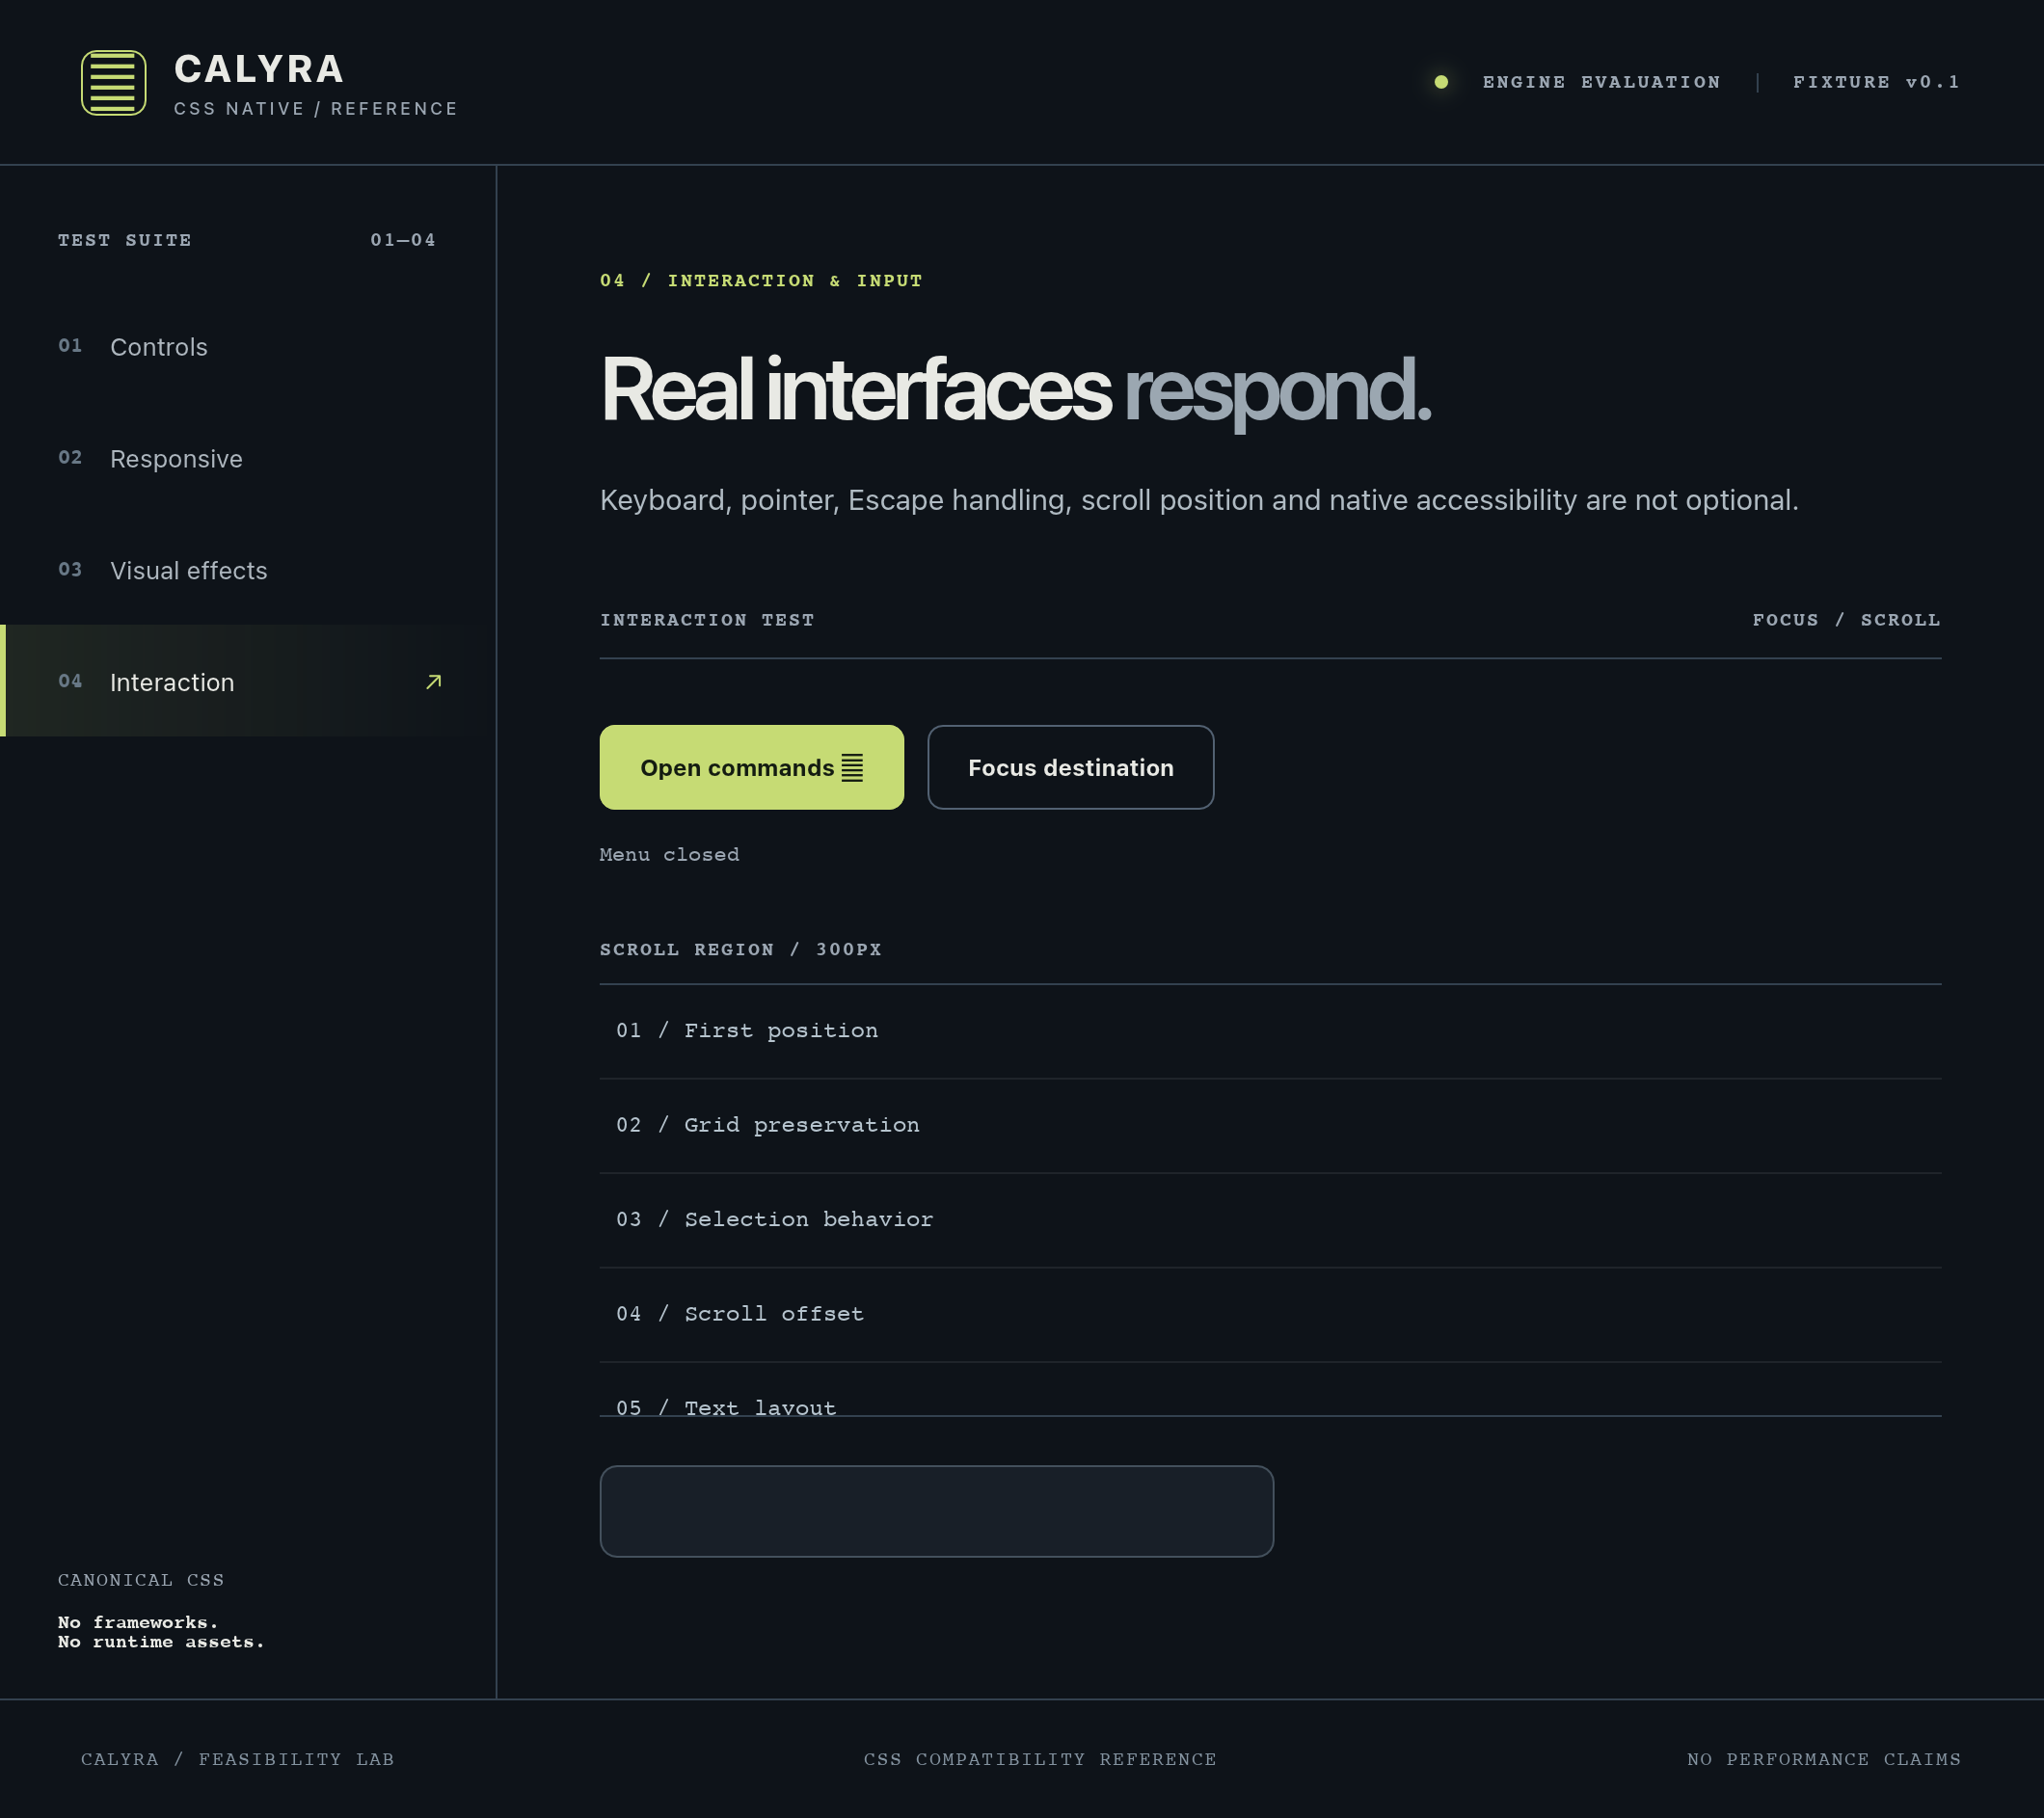 CALYRA
CSS NATIVE / REFERENCE
ENGINE EVALUATION | FIXTURE v0.1
TEST SUITE 01—04
01 Controls
02 Responsive
03 Visual effects
04 Interaction ↗
04 / INTERACTION & INPUT
Real interfaces respond.
Keyboard, pointer, Escape handling, scroll position and native accessibility are not optional.
INTERACTION TEST FOCUS / SCROLL
Open commands
Focus destination
Menu closed
SCROLL REGION / 300PX
01 / First position
02 / Grid preservation
03 / Selection behavior
04 / Scroll offset
05 / Text layout
CANONICAL CSS
No frameworks.
No runtime assets.
CALYRA / FEASIBILITY LAB
CSS COMPATIBILITY REFERENCE
NO PERFORMANCE CLAIMS